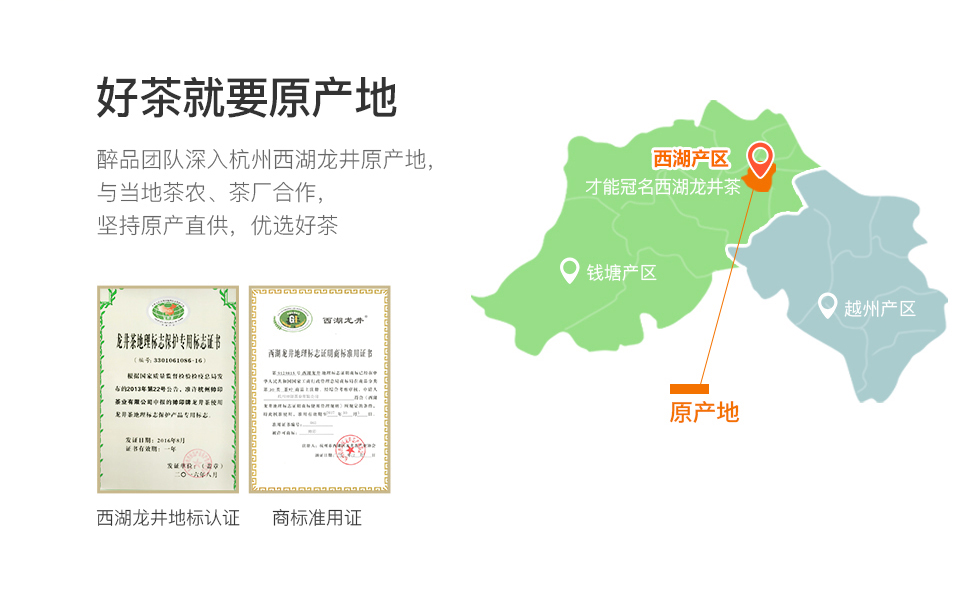 好茶就要原产地
醉品团队深入杭州西湖龙井原产地，
与当地茶农、茶厂合作，
坚持原产直供，优选好茶
西湖产区
才能冠名西湖龙井茶
钱塘产区
越州产区
原产地
龙井茶地理标志保护专用标志证书
（编号：3301061086-16）
根据国家质量监督检验检疫总局发
布的2013年第22号公告，准许杭州帅印
茶业有限公司申报的帅印牌龙井茶使用
龙井茶地理标志保护产品专用标志。
发证日期：2016年8月
证书有效期：一年
发证单位：（盖章）
二〇一六年八月
西湖龙井
西湖龙井地理标志证明商标准用证书
西湖龙井地标认证
商标准用证